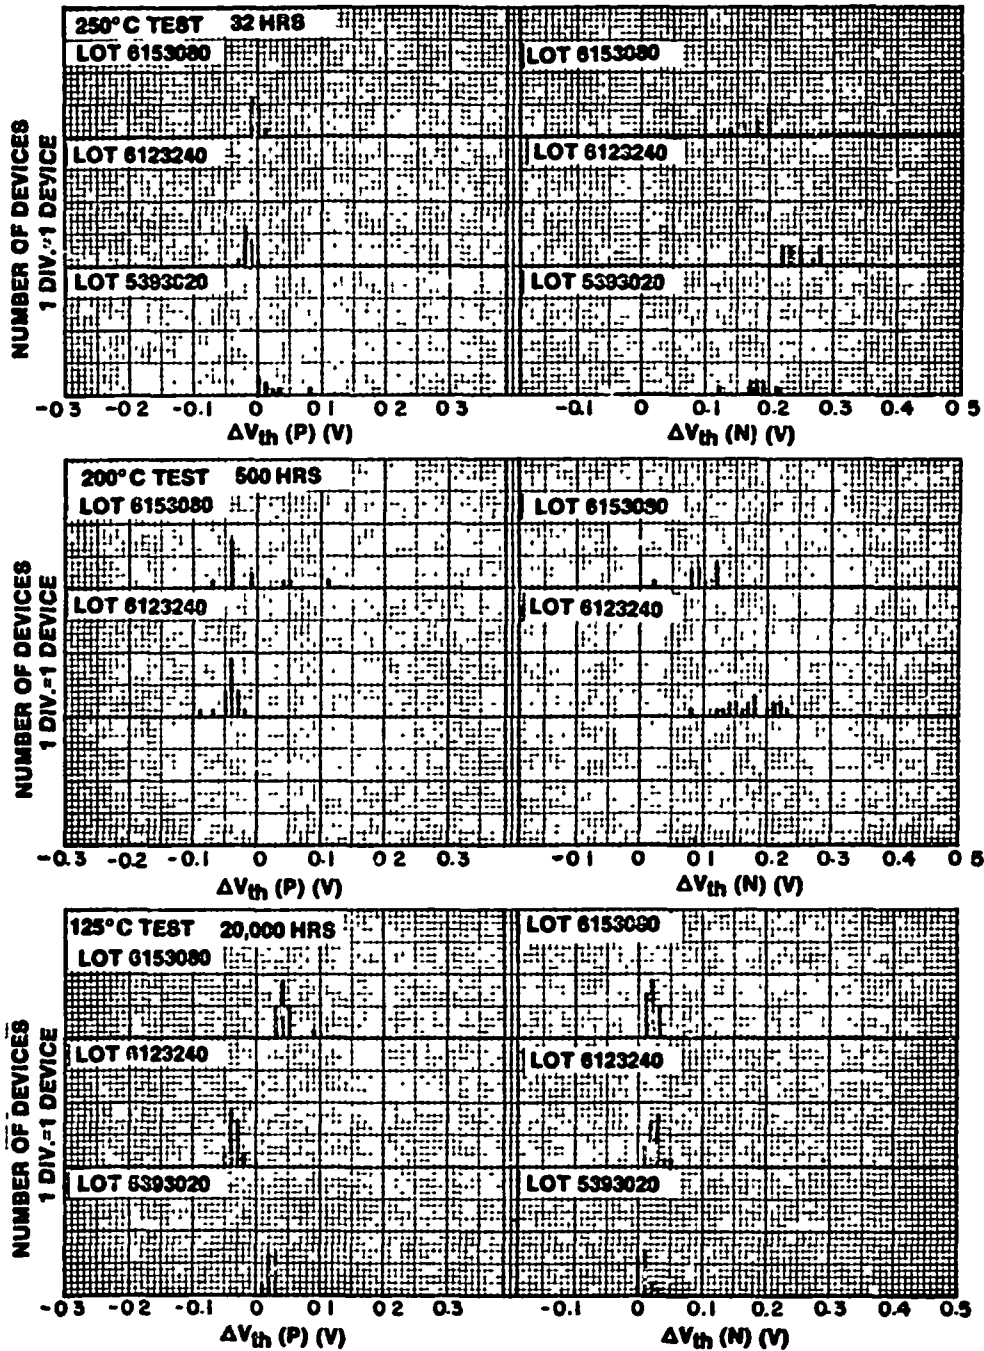 250°C TEST 32 HRS
LOT 6153080
LOT 6153080
LOT 6123240
LOT 6123240
LOT 5393020
LOT 5393020
NUMBER OF DEVICES
1 DIV.=1 DEVICE
-0 3 -0.2 -0.1 0 0.1 0.2 0.3
-0.1 0 0.1 0.2 0.3 0.4 0 5
ΔVth (P) (V)
ΔVth (N) (V)
200°C TEST 500 HRS
LOT 6153080
LOT 6153080
LOT 6123240
LOT 6123240
NUMBER OF DEVICES
1 DIV.=1 DEVICE
-0.3 -0.2 -0.1 0 0.1 0.2 0.3
-0 1 0 0 1 0.2 0.3 0.4 0 5
ΔVth (P) (V)
ΔVth (N) (V)
125°C TEST 20,000 HRS
LOT 6153080
LOT 6153080
LOT 6123240
LOT 6123240
LOT 5393020
LOT 5393020
NUMBER OF DEVICES
1 DIV.=1 DEVICE
-0.3 -0.2 -0.1 0 0.1 0.2 0.3
-0.1 0 0.1 0.2 0.3 0.4 0.5
ΔVth (P) (V)
ΔVth (N) (V)